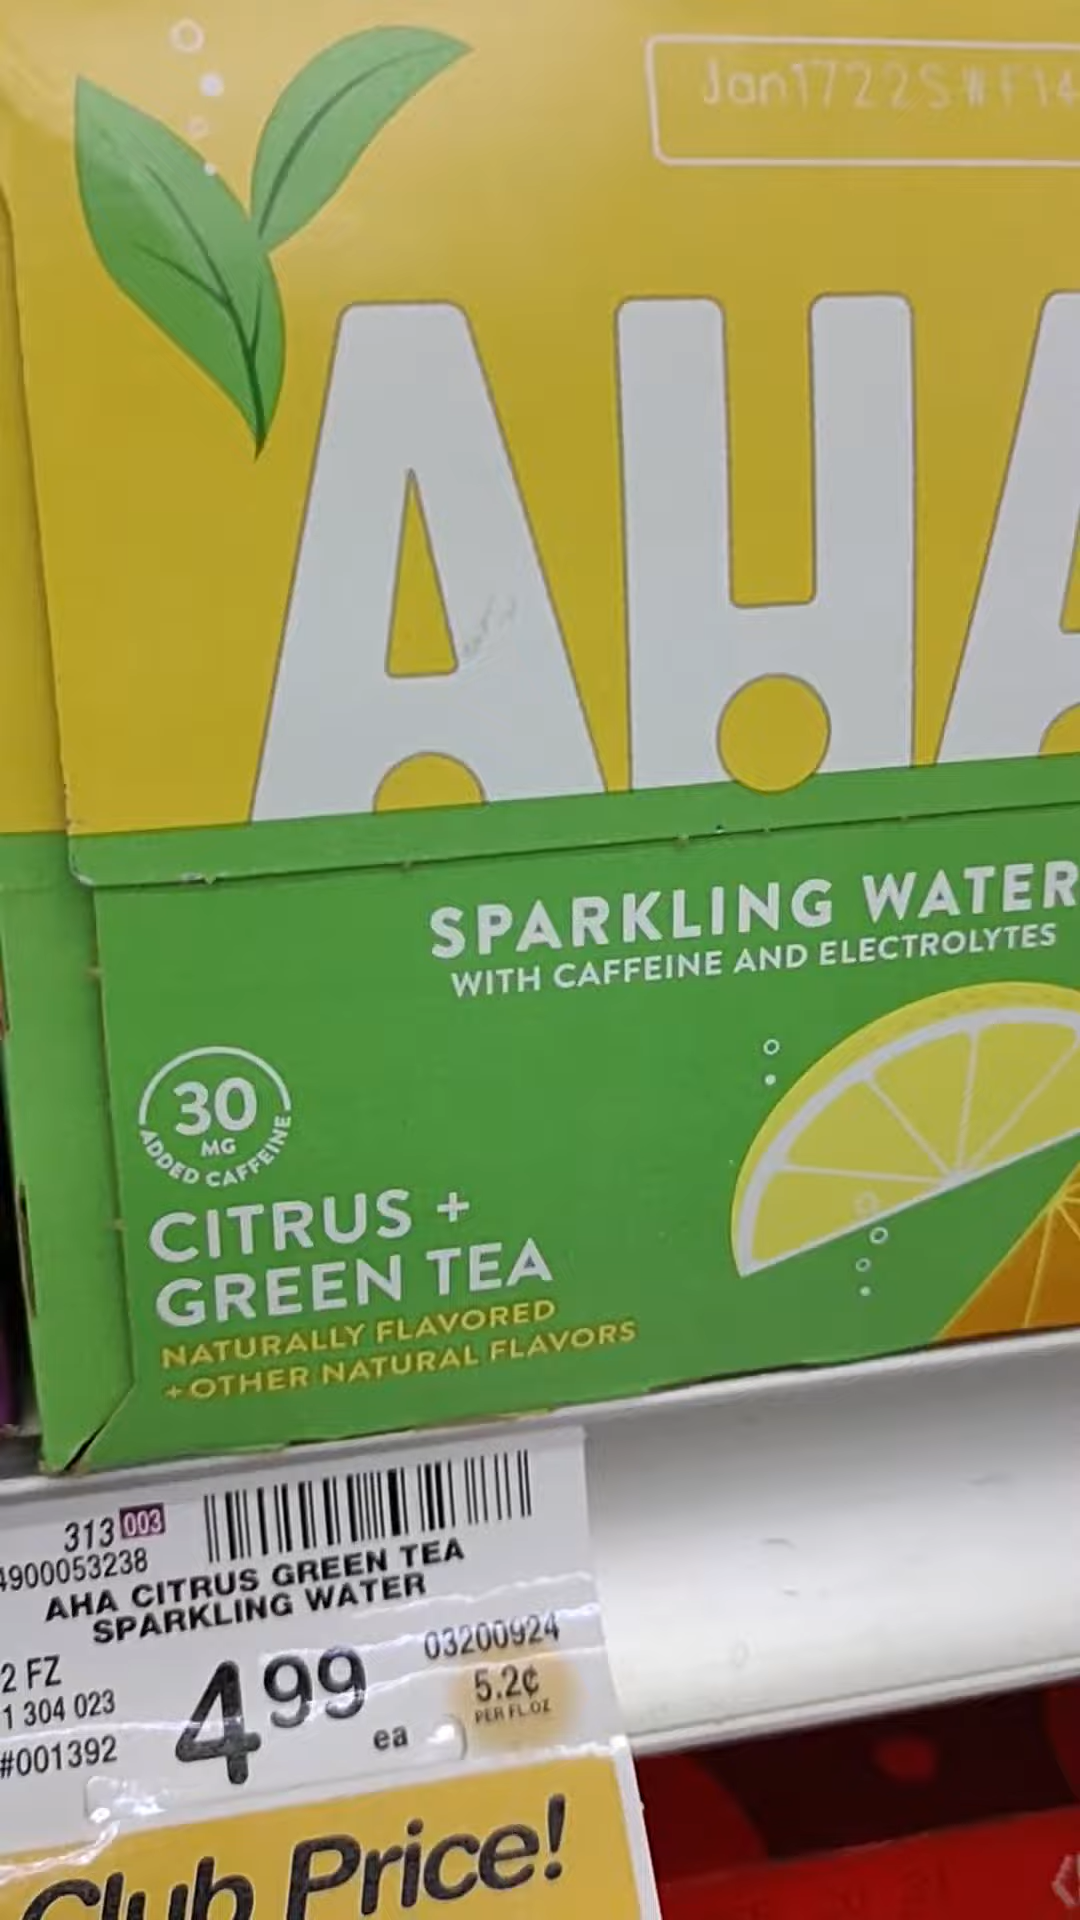 Jan1722SWF14
AHA
SPARKLING WATER
WITH CAFFEINE AND ELECTROLYTES
30
MG
ADDED CAFFEINE
CITRUS +
GREEN TEA
NATURALLY FLAVORED
+OTHER NATURAL FLAVORS
313 003
4900053238
AHA CITRUS GREEN TEA
SPARKLING WATER
2 FZ
03200924
1 304 023
4.99
5.2¢
PER FL.OZ
#001392
ea
Club Price!